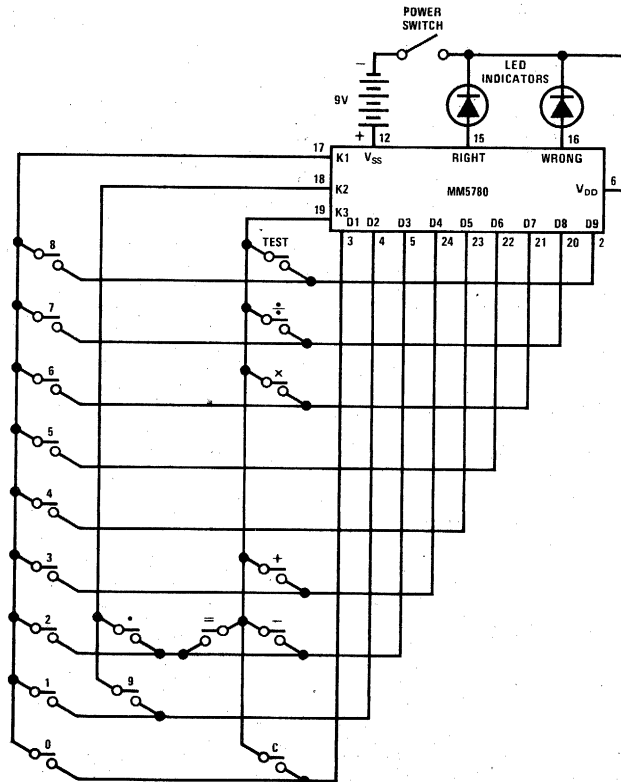 POWER
SWITCH
−
LED
INDICATORS
9V
+
12
15
16
17
K1
VSS
RIGHT
WRONG
18
K2
MM5780
6
VDD
19
K3
D1 D2 D3 D4 D5 D6 D7 D8 D9
3 4 5 24 23 22 21 20 2
8
TEST
7
÷
6
×
5
4
3
+
2
·
=
−
1
9
0
C